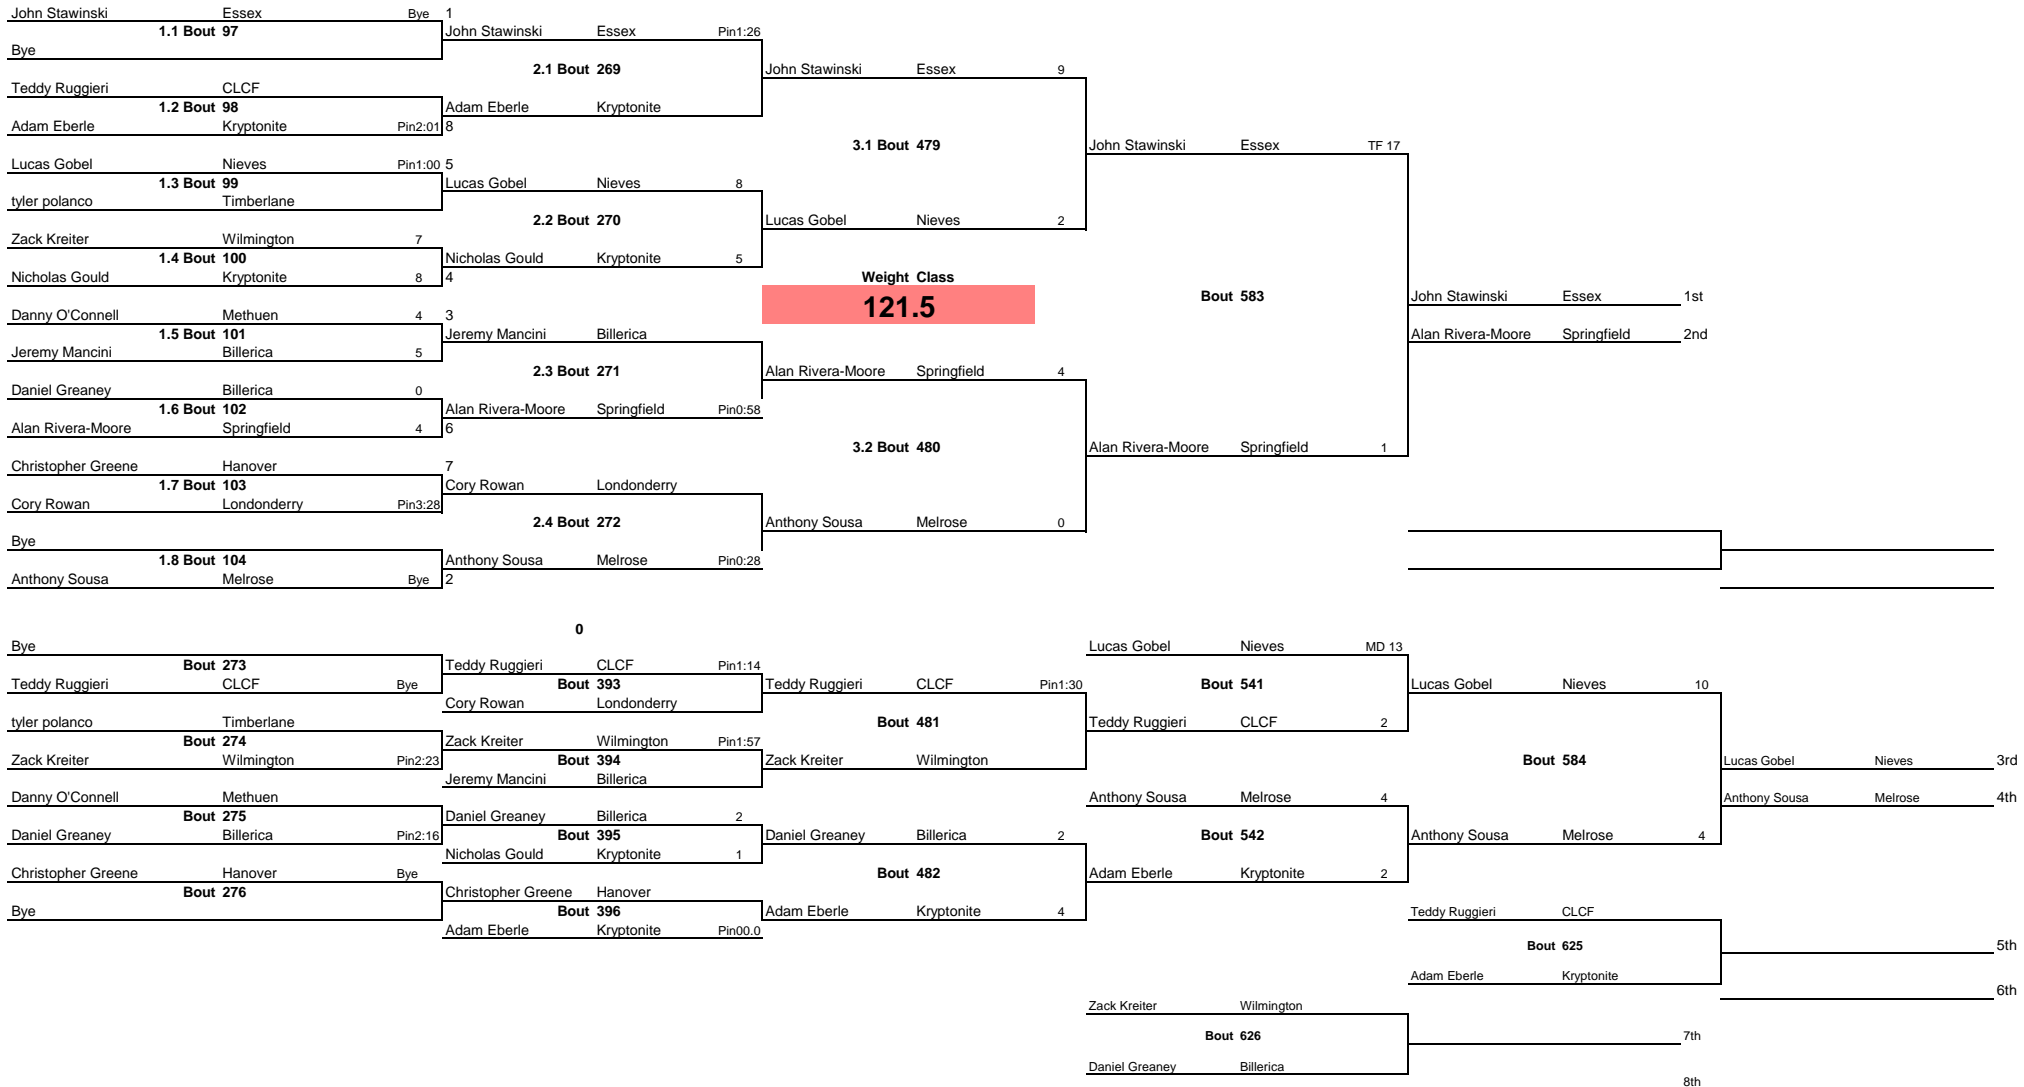 John Stawinski Essex Bye 1
1.1 Bout 97 John Stawinski Essex Pin1:26
Bye
2.1 Bout 269 John Stawinski Essex 9
Teddy Ruggieri CLCF
1.2 Bout 98 Adam Eberle Kryptonite
Adam Eberle Kryptonite Pin2:01 8
3.1 Bout 479 John Stawinski Essex TF 17
Lucas Gobel Nieves Pin1:00 5
1.3 Bout 99 Lucas Gobel Nieves 8
tyler polanco Timberlane
2.2 Bout 270 Lucas Gobel Nieves 2
Zack Kreiter Wilmington 7
1.4 Bout 100 Nicholas Gould Kryptonite 5
Nicholas Gould Kryptonite 8 4 Weight Class
121.5 Bout 583 John Stawinski Essex 1st
Danny O'Connell Methuen 4 3
1.5 Bout 101 Jeremy Mancini Billerica Alan Rivera-Moore Springfield 2nd
Jeremy Mancini Billerica 5
2.3 Bout 271 Alan Rivera-Moore Springfield 4
Daniel Greaney Billerica 0
1.6 Bout 102 Alan Rivera-Moore Springfield Pin0:58
Alan Rivera-Moore Springfield 4 6
3.2 Bout 480 Alan Rivera-Moore Springfield 1
Christopher Greene Hanover 7
1.7 Bout 103 Cory Rowan Londonderry
Cory Rowan Londonderry Pin3:28
2.4 Bout 272 Anthony Sousa Melrose 0
Bye
1.8 Bout 104 Anthony Sousa Melrose Pin0:28
Anthony Sousa Melrose Bye 2
0
Bye Lucas Gobel Nieves MD 13
Bout 273 Teddy Ruggieri CLCF Pin1:14
Teddy Ruggieri CLCF Bye Bout 393 Teddy Ruggieri CLCF Pin1:30 Bout 541 Lucas Gobel Nieves 10
Cory Rowan Londonderry
tyler polanco Timberlane Bout 481 Teddy Ruggieri CLCF 2
Bout 274 Zack Kreiter Wilmington Pin1:57
Zack Kreiter Wilmington Pin2:23 Bout 394 Zack Kreiter Wilmington Bout 584 Lucas Gobel Nieves 3rd
Jeremy Mancini Billerica
Danny O'Connell Methuen Anthony Sousa Melrose 4 Anthony Sousa Melrose 4th
Bout 275 Daniel Greaney Billerica 2
Daniel Greaney Billerica Pin2:16 Bout 395 Daniel Greaney Billerica 2 Bout 542 Anthony Sousa Melrose 4
Nicholas Gould Kryptonite 1
Christopher Greene Hanover Bye Bout 482 Adam Eberle Kryptonite 2
Bout 276 Christopher Greene Hanover
Bye Bout 396 Adam Eberle Kryptonite 4 Teddy Ruggieri CLCF
Adam Eberle Kryptonite Pin00.0
Bout 625 5th
Adam Eberle Kryptonite
6th
Zack Kreiter Wilmington
Bout 626 7th
Daniel Greaney Billerica
8th